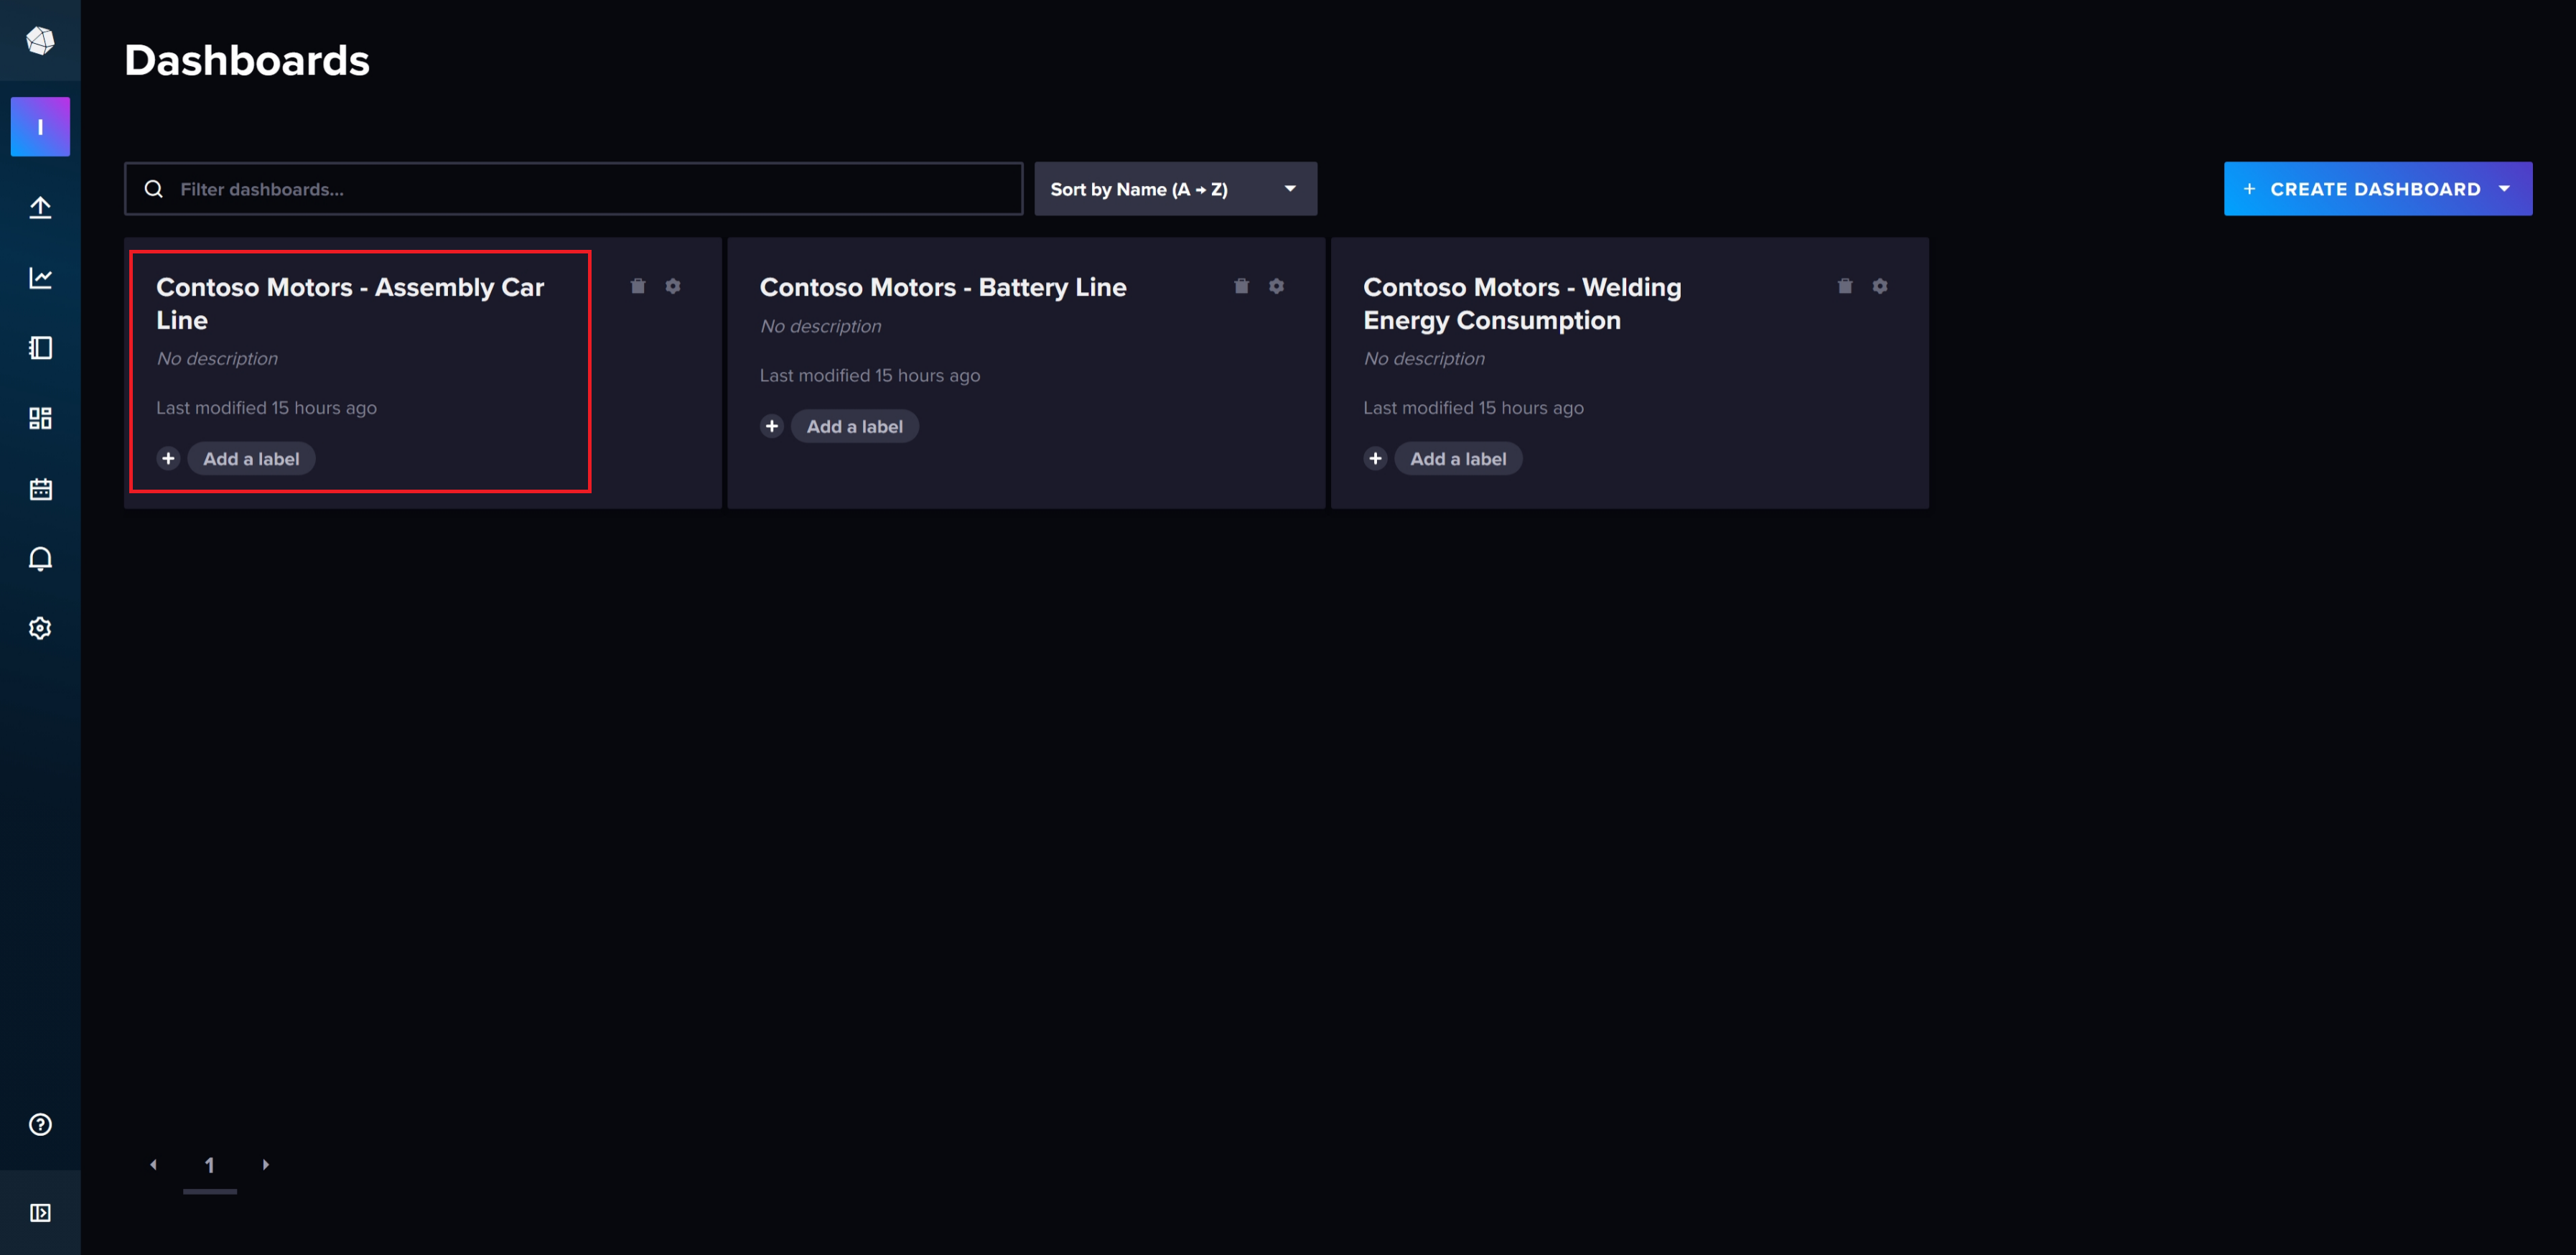 Dashboards
I
Filter dashboards...
Sort by Name (A → Z)
+ CREATE DASHBOARD
Contoso Motors - Assembly Car
Line
No description
Last modified 15 hours ago
+ Add a label
Contoso Motors - Battery Line
No description
Last modified 15 hours ago
+ Add a label
Contoso Motors - Welding
Energy Consumption
No description
Last modified 15 hours ago
+ Add a label
1